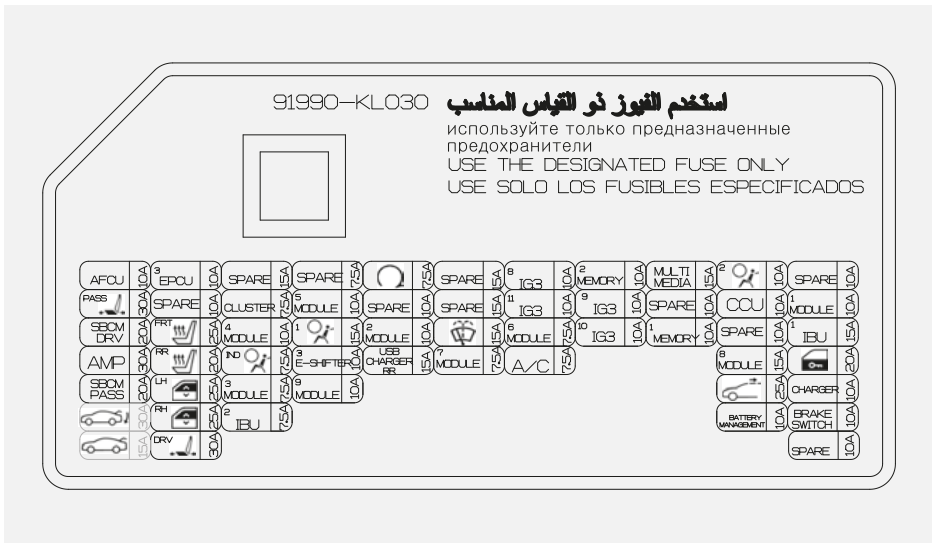 91990-KL030
استخدم الفيوز ذو القياس المناسب
используйте только предназначенные
предохранители
USE THE DESIGNATED FUSE ONLY
USE SOLO LOS FUSIBLES ESPECIFICADOS
AFCU 10A 3 EPCU 10A SPARE 15A SPARE 7.5A 7.5A SPARE 15A 8 IG3 10A 2 MEMORY 10A MULTI MEDIA 15A 2 10A SPARE 10A
PASS 30A SPARE 10A CLUSTER 7.5A 5 MODULE 10A SPARE 10A SPARE 15A 11 IG3 10A 9 IG3 10A SPARE 10A CCU 10A 1 MODULE 10A
SBCM DRV 20A FRT 20A 4 MODULE 10A 1 15A 2 MODULE 10A 15A 6 MODULE 7.5A 10 IG3 10A 1 MEMORY 10A SPARE 10A 1 IBU 15A
AMP RR 25A IND 7.5A 3 E-SHIFTER 10A USB CHARGER RR 15A 7 MODULE 7.5A A/C 7.5A 8 MODULE 15A 20A
SBCM PASS 20A LH 25A 3 MODULE 7.5A 9 MODULE 10A 25A CHARGER 10A
30A RH 25A 2 IBU 7.5A BATTERY MANAGEMENT 10A BRAKE SWITCH 10A
15A DRV 30A SPARE 10A